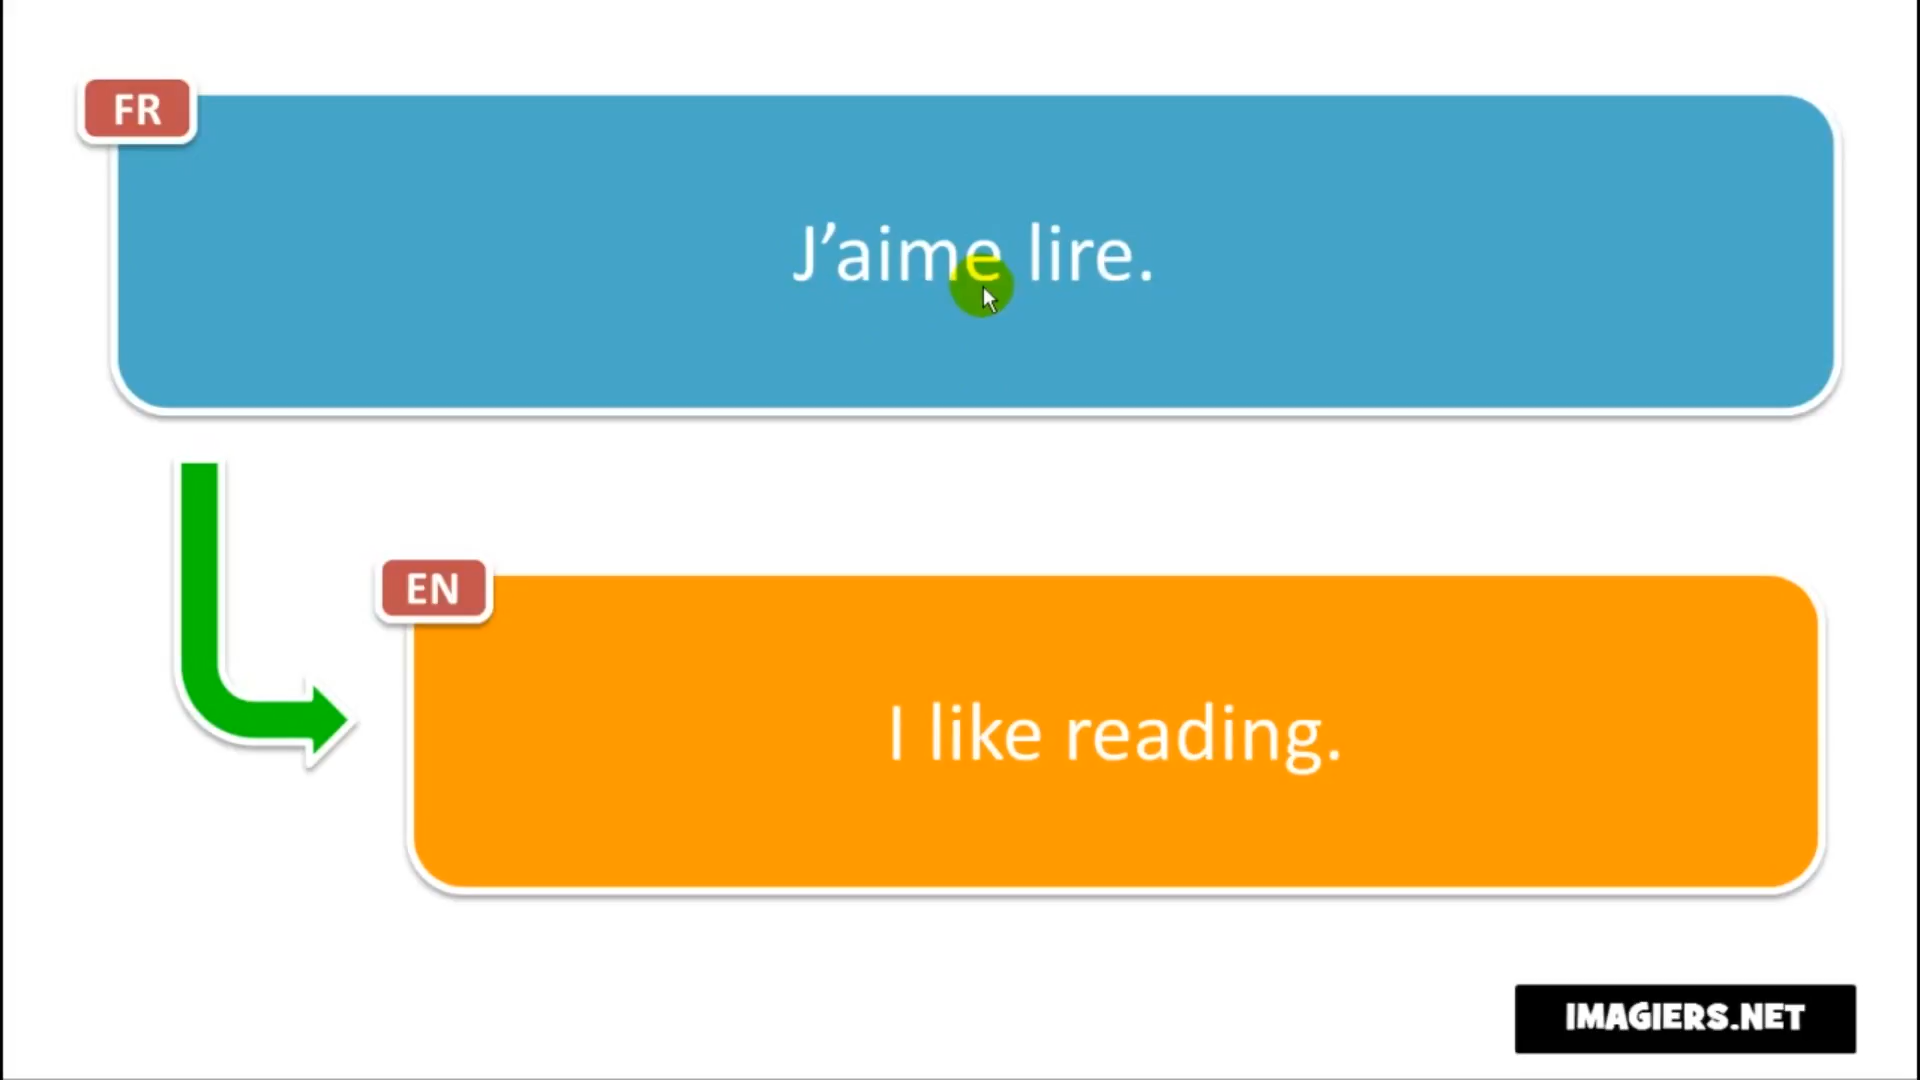 FR
J’aime lire.
EN
I like reading.
IMAGIERS.NET